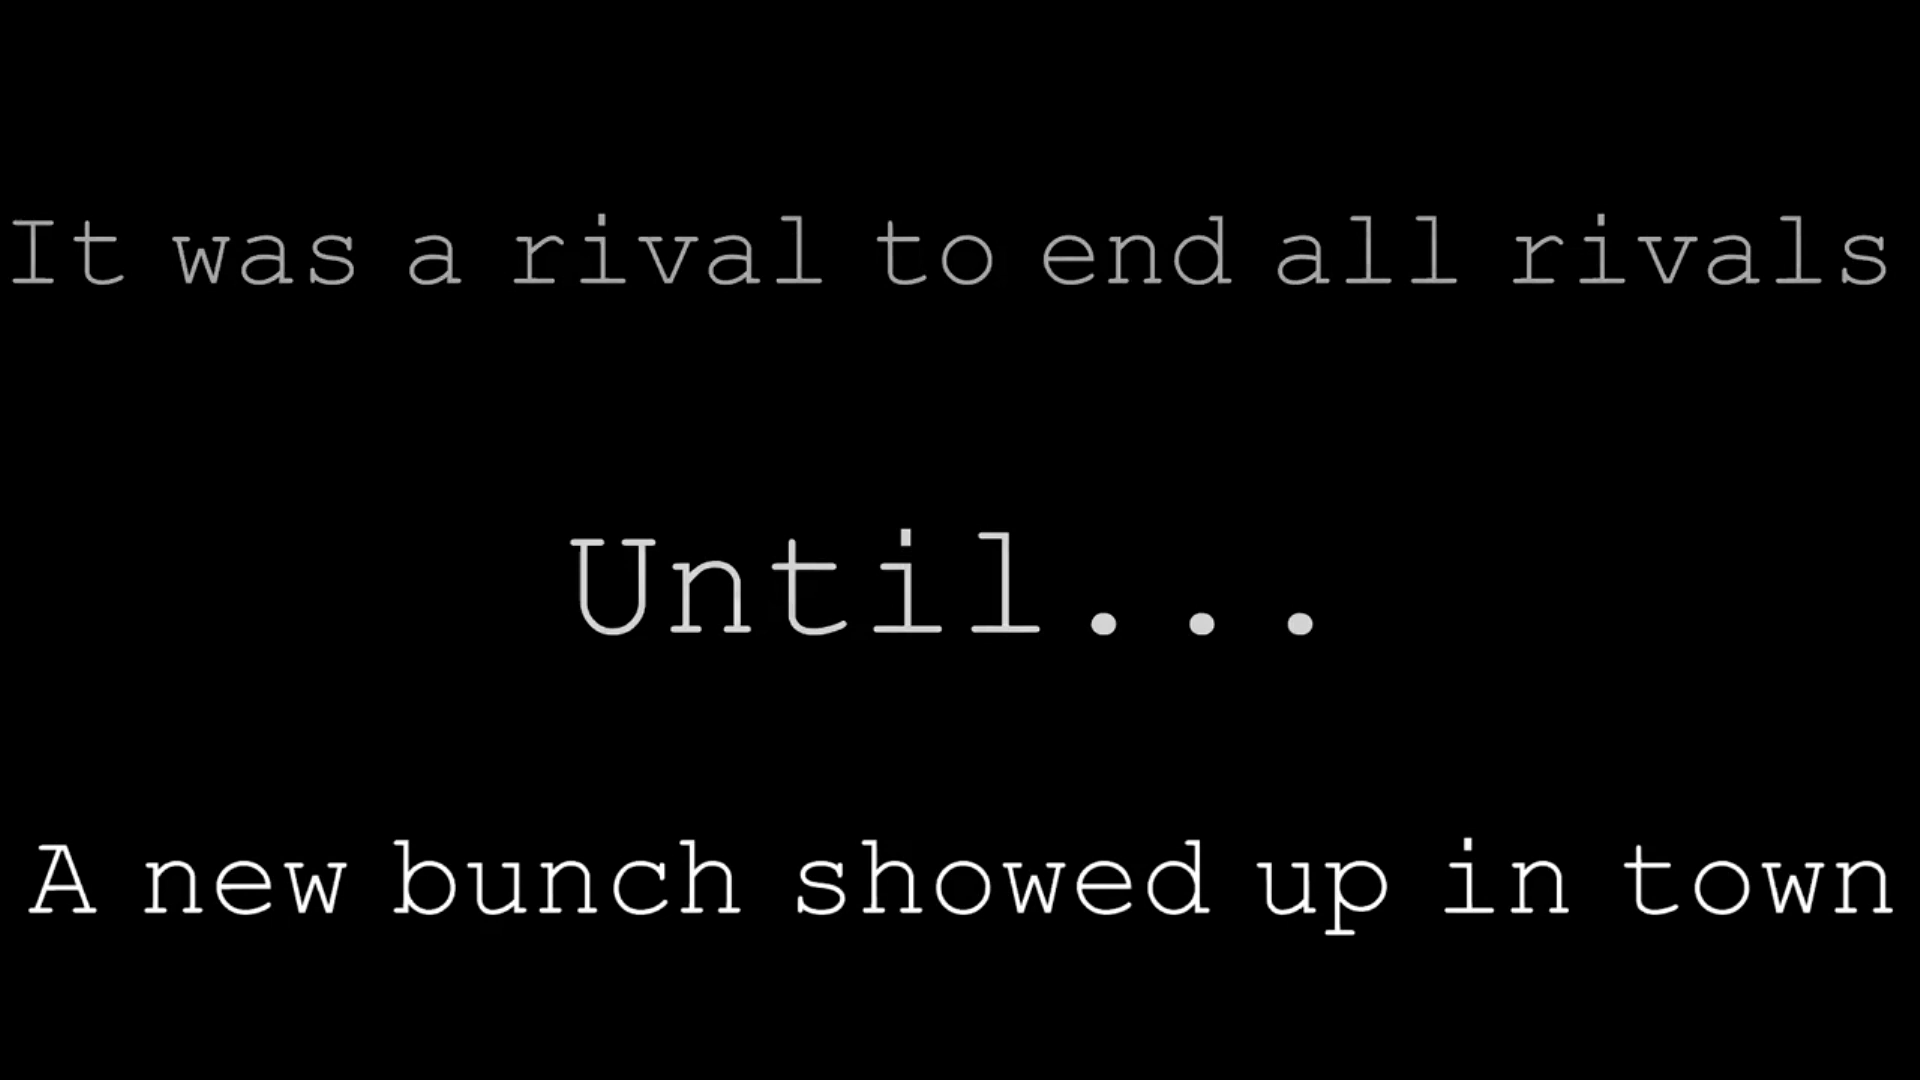 It was a rival to end all rivals
Until...
A new bunch showed up in town